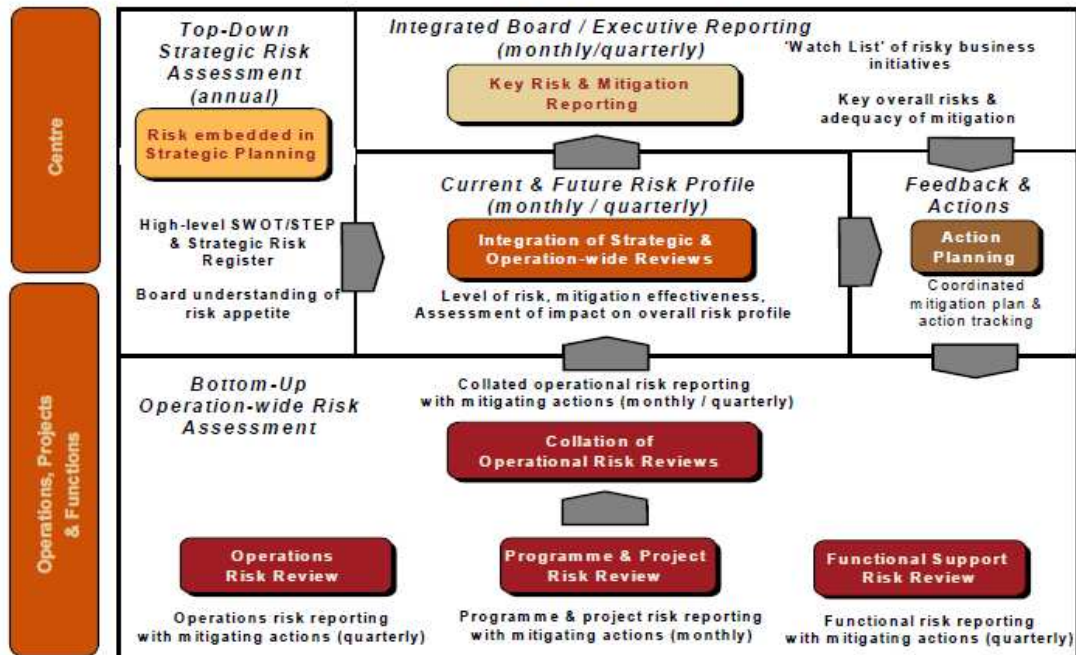 Centre
Operations, Projects
& Functions
Top-Down
Strategic Risk
Assessment
(annual)
Risk embedded in
Strategic Planning
High-level SWOT/STEP
& Strategic Risk
Register
Board understanding of
risk appetite
Integrated Board / Executive Reporting
(monthly/quarterly)
Key Risk & Mitigation
Reporting
'Watch List' of risky business
initiatives
Key overall risks &
adequacy of mitigation
Current & Future Risk Profile
(monthly / quarterly)
Integration of Strategic &
Operation-wide Reviews
Level of risk, mitigation effectiveness,
Assessment of impact on overall risk profile
Feedback &
Actions
Action
Planning
Coordinated
mitigation plan &
action tracking
Bottom-Up
Operation-wide Risk
Assessment
Collated operational risk reporting
with mitigating actions (monthly / quarterly)
Collation of
Operational Risk Reviews
Operations
Risk Review
Operations risk reporting
with mitigating actions (quarterly)
Programme & Project
Risk Review
Programme & project risk reporting
with mitigating actions (monthly)
Functional Support
Risk Review
Functional risk reporting
with mitigating actions (quarterly)